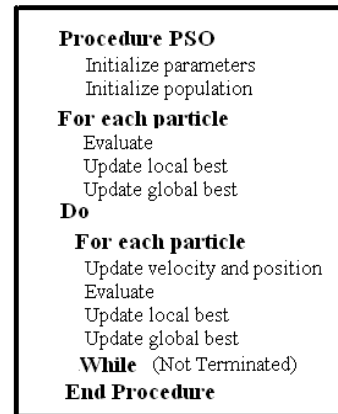 Procedure PSO
Initialize parameters
Initialize population
For each particle
Evaluate
Update local best
Update global best
Do
For each particle
Update velocity and position
Evaluate
Update local best
Update global best
While (Not Terminated)
End Procedure